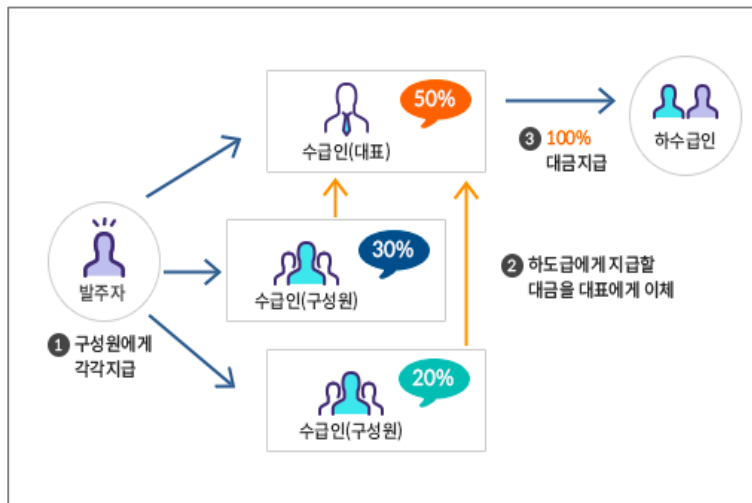 50%
수급인(대표)
❸ 100%
대금지급
하수급인
30%
수급인(구성원)
발주자
❶ 구성원에게
각각지급
❷ 하도급에게 지급할
대금을 대표에게 이체
20%
수급인(구성원)